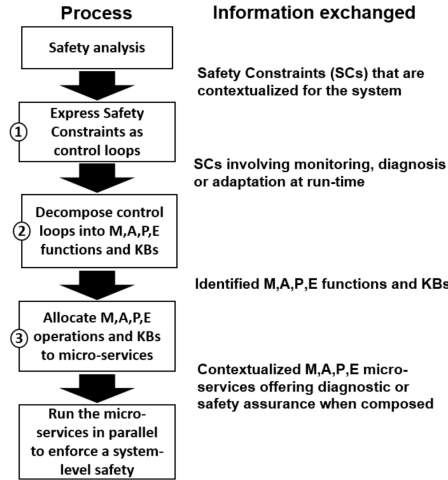 Process
Information exchanged
Safety analysis
Safety Constraints (SCs) that are
contextualized for the system
1
Express Safety
Constraints as
control loops
SCs involving monitoring, diagnosis
or adaptation at run-time
2
Decompose control
loops into M,A,P,E
functions and KBs
Identified M,A,P,E functions and KBs
3
Allocate M,A,P,E
operations and KBs
to micro-services
Contextualized M,A,P,E micro-
services offering diagnostic or
safety assurance when composed
Run the micro-
services in parallel
to enforce a system-
level safety